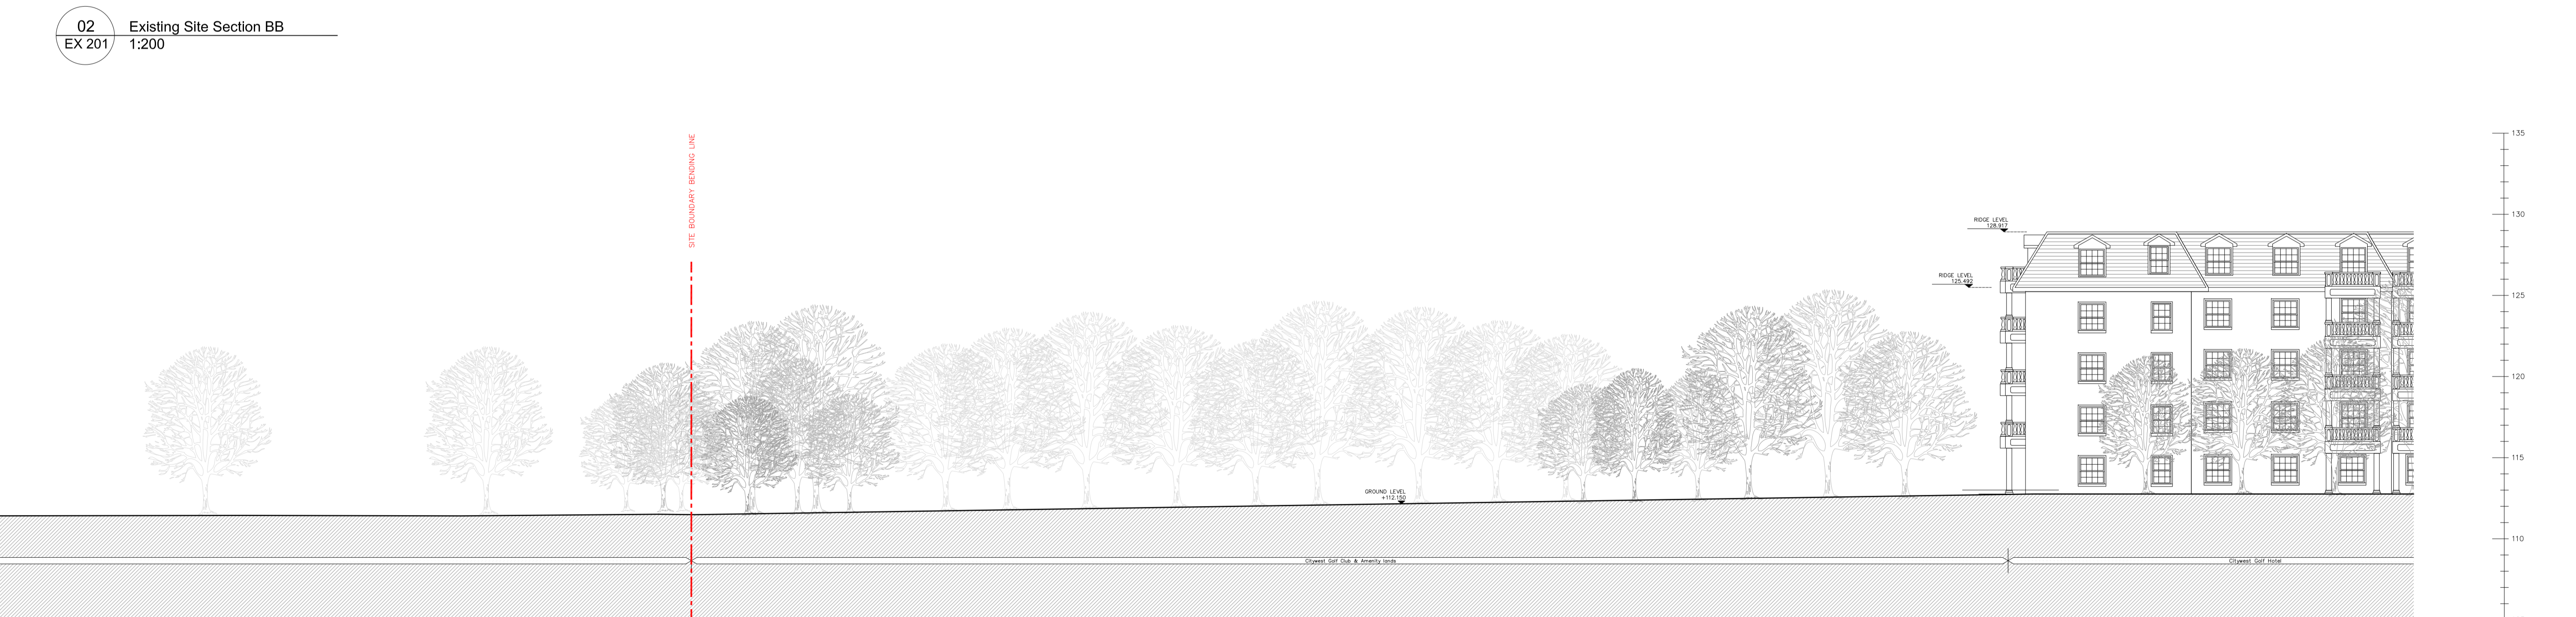 02
EX 201
Existing Site Section BB
1:200
SITE BOUNDARY BENDING LINE
135
130
RIDGE LEVEL
128.917
RIDGE LEVEL
125.492
125
120
115
GROUND LEVEL
+112.150
110
Citywest Golf Club & Amenity lands
Citywest Golf Hotel